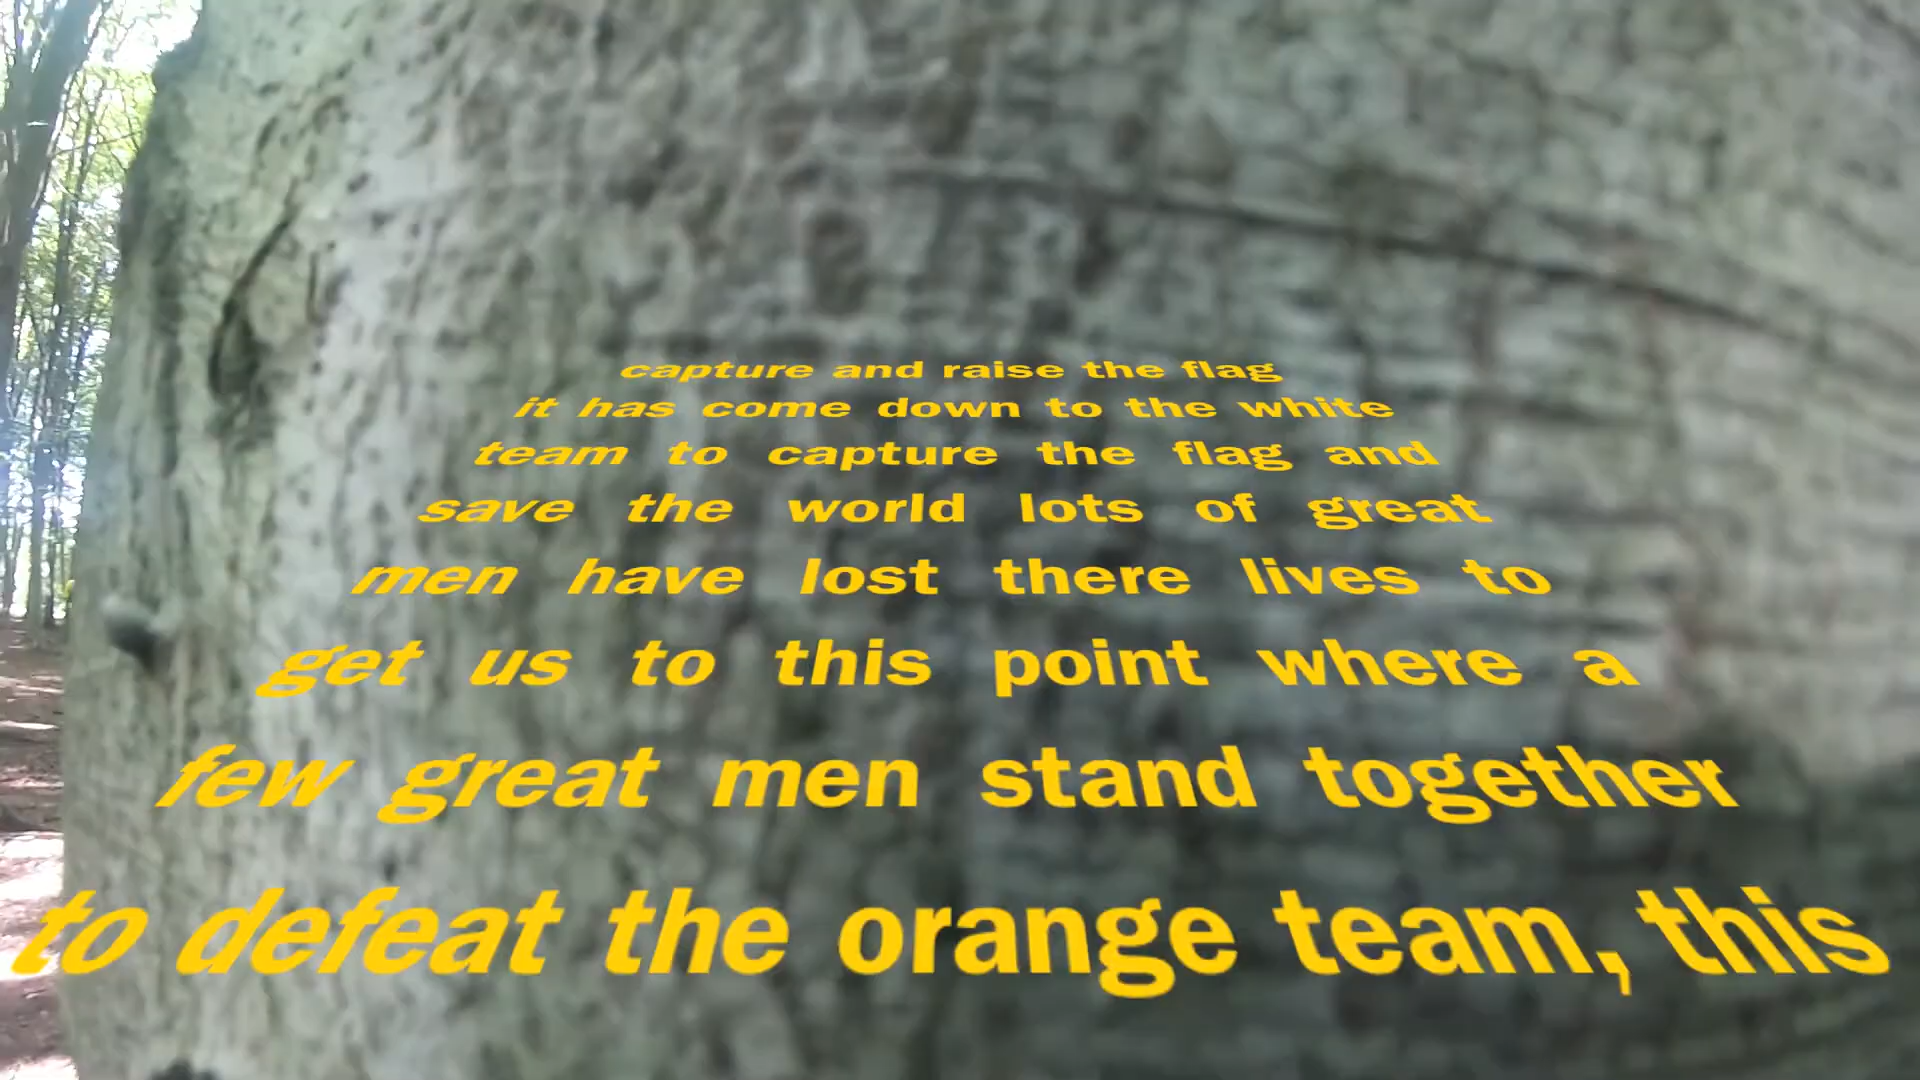 capture and raise the flag
it has come down to the white
team to capture the flag and
save the world lots of great
men have lost there lives to
get us to this point where a
few great men stand together
to defeat the orange team, this